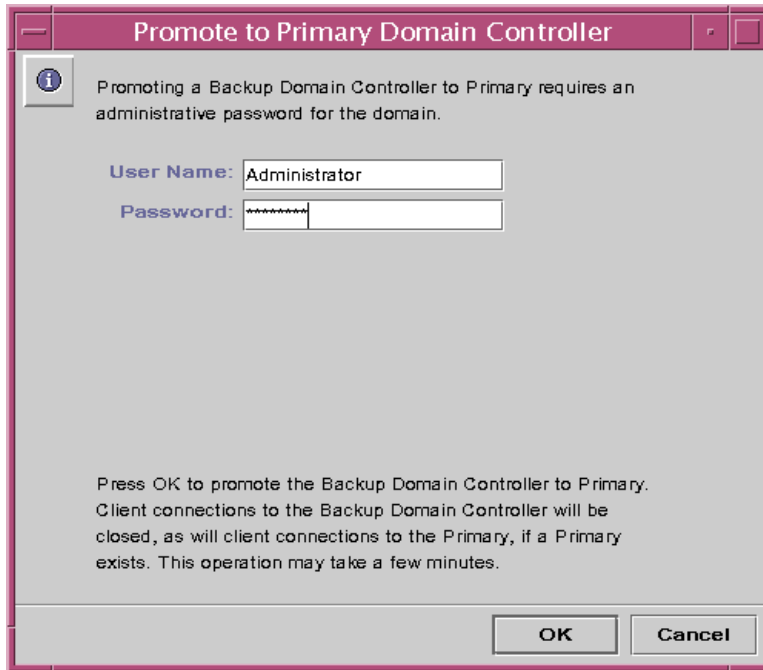 Promote to Primary Domain Controller
Promoting a Backup Domain Controller to Primary requires an
administrative password for the domain.
User Name: Administrator
Password: ********
Press OK to promote the Backup Domain Controller to Primary.
Client connections to the Backup Domain Controller will be
closed, as will client connections to the Primary, if a Primary
exists. This operation may take a few minutes.
OK Cancel